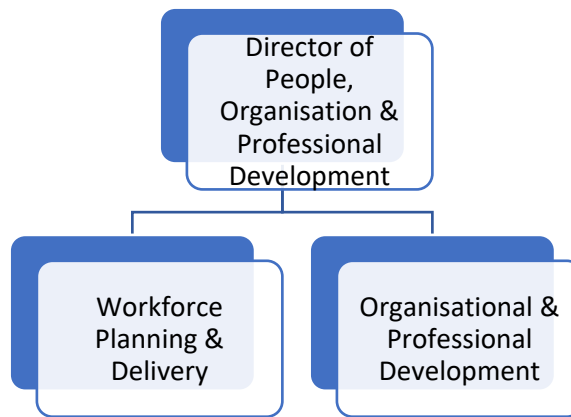 Director of
People,
Organisation &
Professional
Development
Workforce
Planning &
Delivery
Organisational &
Professional
Development